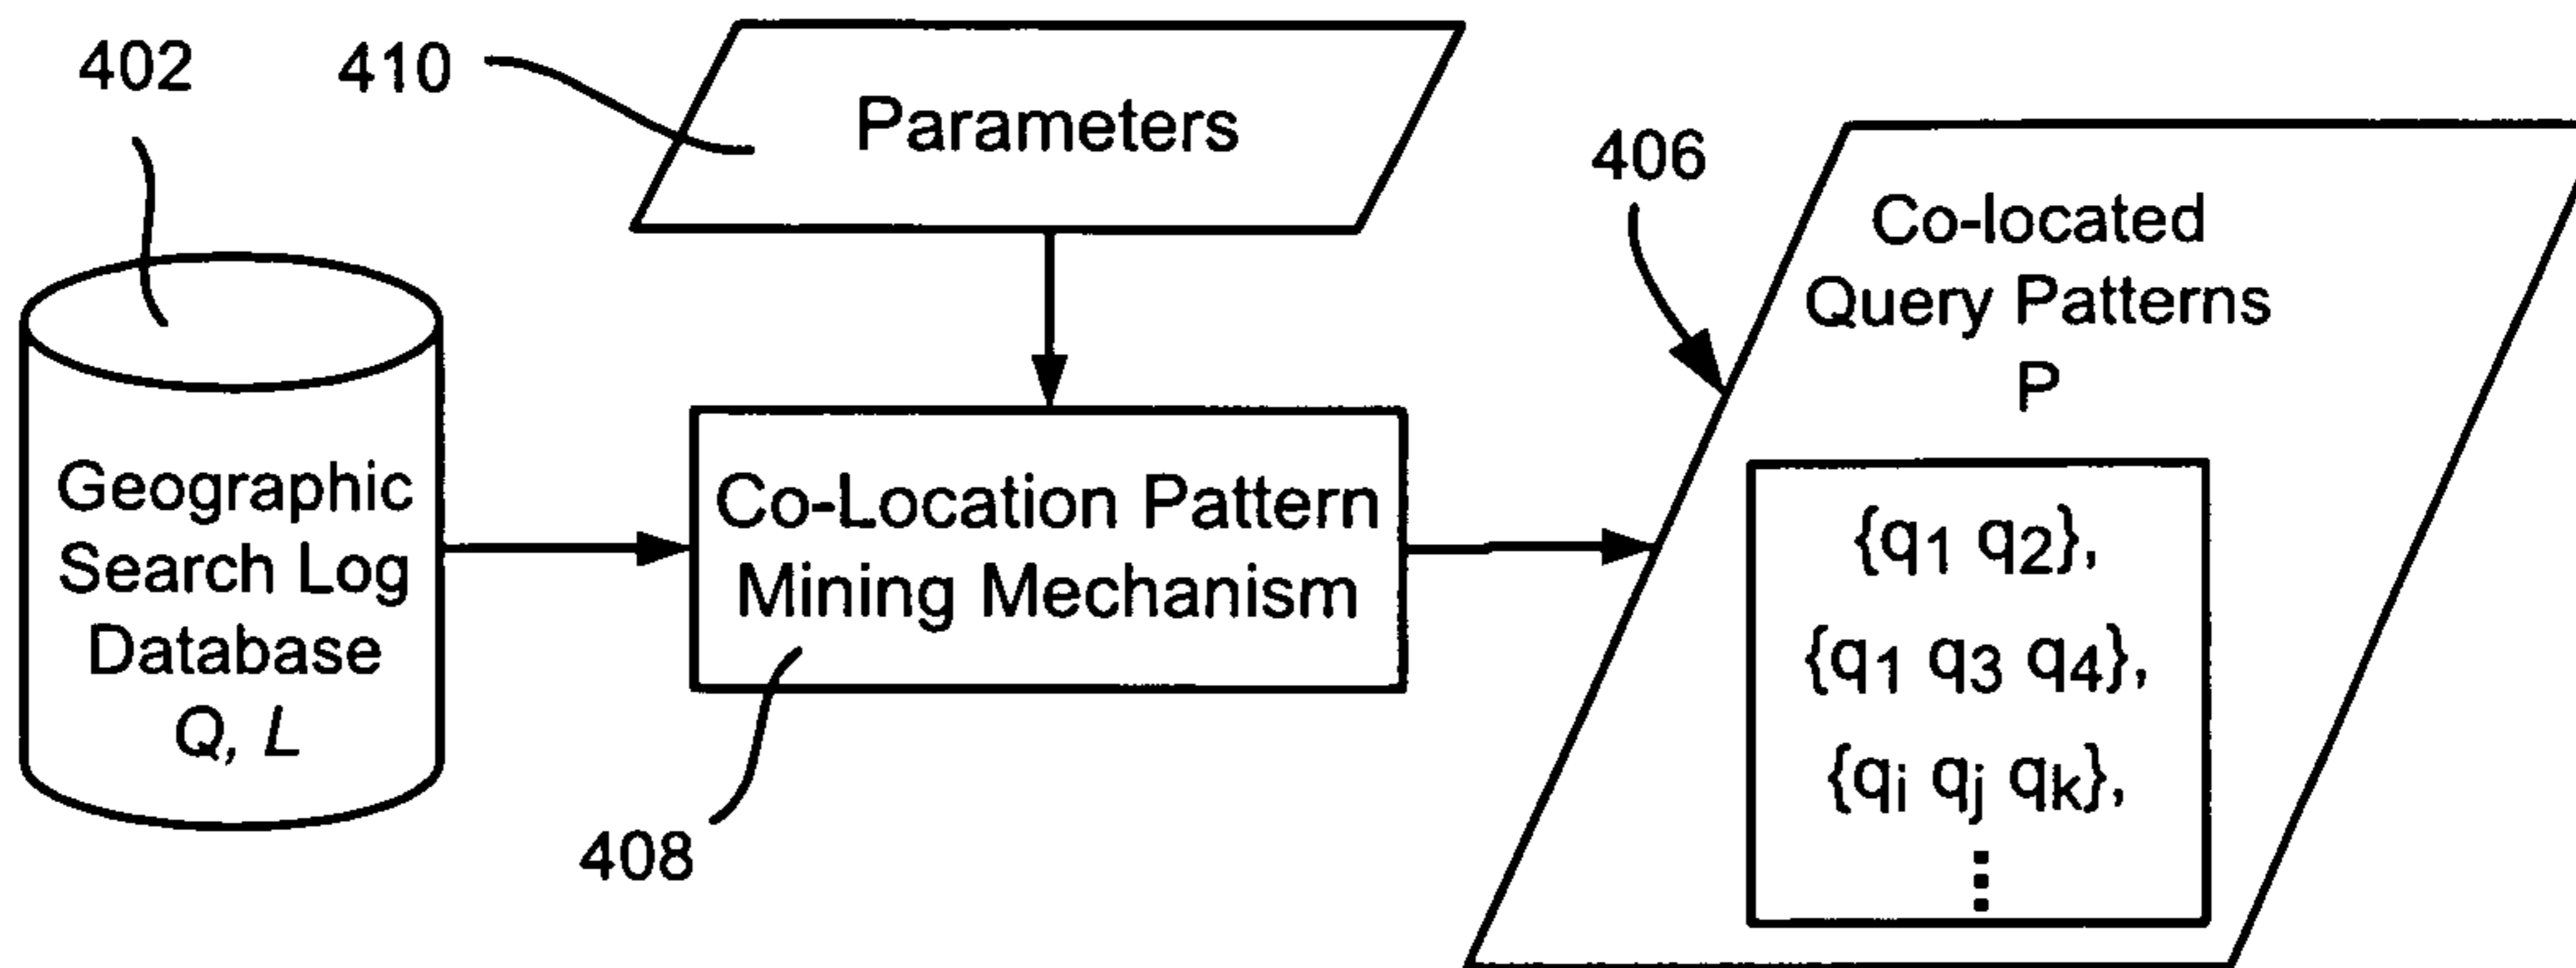 402
410
Parameters
406
Co-located
Query Patterns
P
Geographic
Search Log
Database
Q, L
Co-Location Pattern
Mining Mechanism
408
{q1 q2},
{q1 q3 q4},
{qi qj qk},
⋮